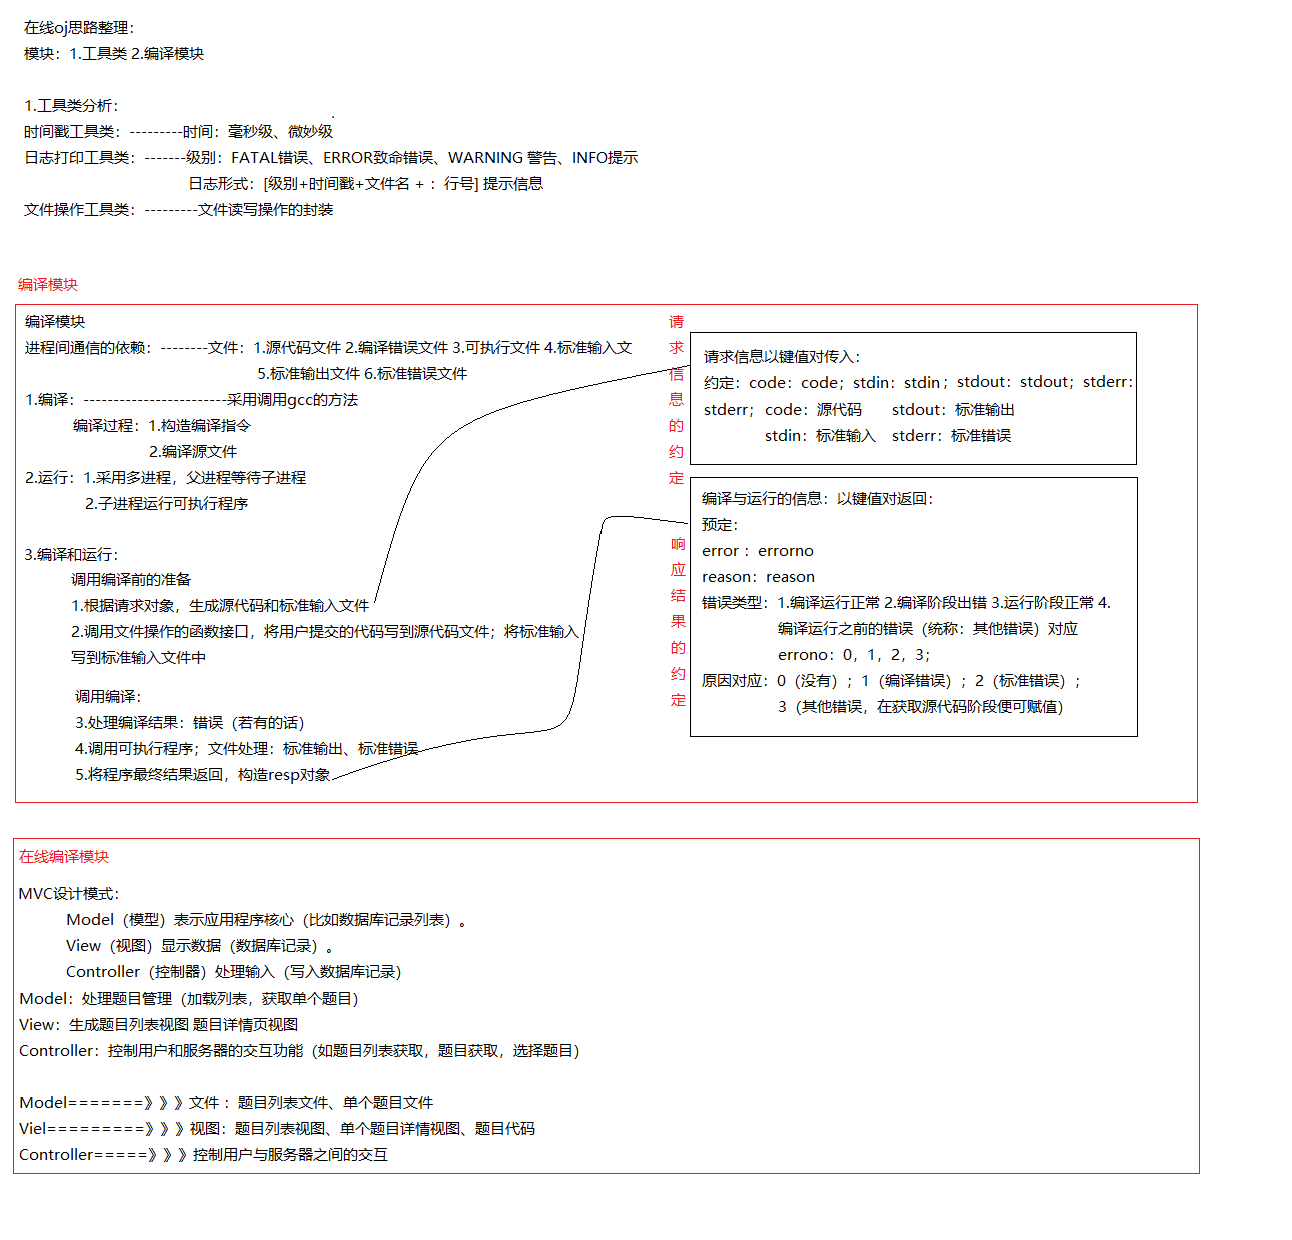 在线oj思路整理：
模块：1.工具类 2.编译模块
1.工具类分析：
时间戳工具类：---------时间：毫秒级、微妙级
日志打印工具类：-------级别：FATAL错误、ERROR致命错误、WARNING 警告、INFO提示
日志形式：[级别+时间戳+文件名 + ：行号] 提示信息
文件操作工具类：---------文件读写操作的封装
编译模块
编译模块
进程间通信的依赖：--------文件：1.源代码文件 2.编译错误文件 3.可执行文件 4.标准输入文
5.标准输出文件 6.标准错误文件
1.编译：------------------------采用调用gcc的方法
编译过程：1.构造编译指令
2.编译源文件
2.运行：1.采用多进程，父进程等待子进程
2.子进程运行可执行程序
3.编译和运行：
调用编译前的准备
1.根据请求对象，生成源代码和标准输入文件
2.调用文件操作的函数接口，将用户提交的代码写到源代码文件；将标准输入
写到标准输入文件中
调用编译：
3.处理编译结果：错误（若有的话）
4.调用可执行程序；文件处理：标准输出、标准错误
5.将程序最终结果返回，构造resp对象
请求信息的约定
请求信息以键值对传入：
约定：code：code；stdin：stdin；stdout：stdout；stderr：
stderr；code：源代码 stdout：标准输出
stdin：标准输入 stderr：标准错误
响应结果的约定
编译与运行的信息：以键值对返回：
预定：
error ：errorno
reason：reason
错误类型：1.编译运行正常 2.编译阶段出错 3.运行阶段正常 4.
编译运行之前的错误（统称：其他错误）对应
errono：0，1，2，3；
原因对应：0（没有）；1（编译错误）；2（标准错误）；
3（其他错误，在获取源代码阶段便可赋值）
在线编译模块
MVC设计模式：
Model（模型）表示应用程序核心（比如数据库记录列表）。
View（视图）显示数据（数据库记录）。
Controller（控制器）处理输入（写入数据库记录）
Model：处理题目管理（加载列表，获取单个题目）
View：生成题目列表视图 题目详情页视图
Controller：控制用户和服务器的交互功能（如题目列表获取，题目获取，选择题目）
Model=======》》》文件 ：题目列表文件、单个题目文件
Viel=========》》》视图：题目列表视图、单个题目详情视图、题目代码
Controller=====》》》控制用户与服务器之间的交互